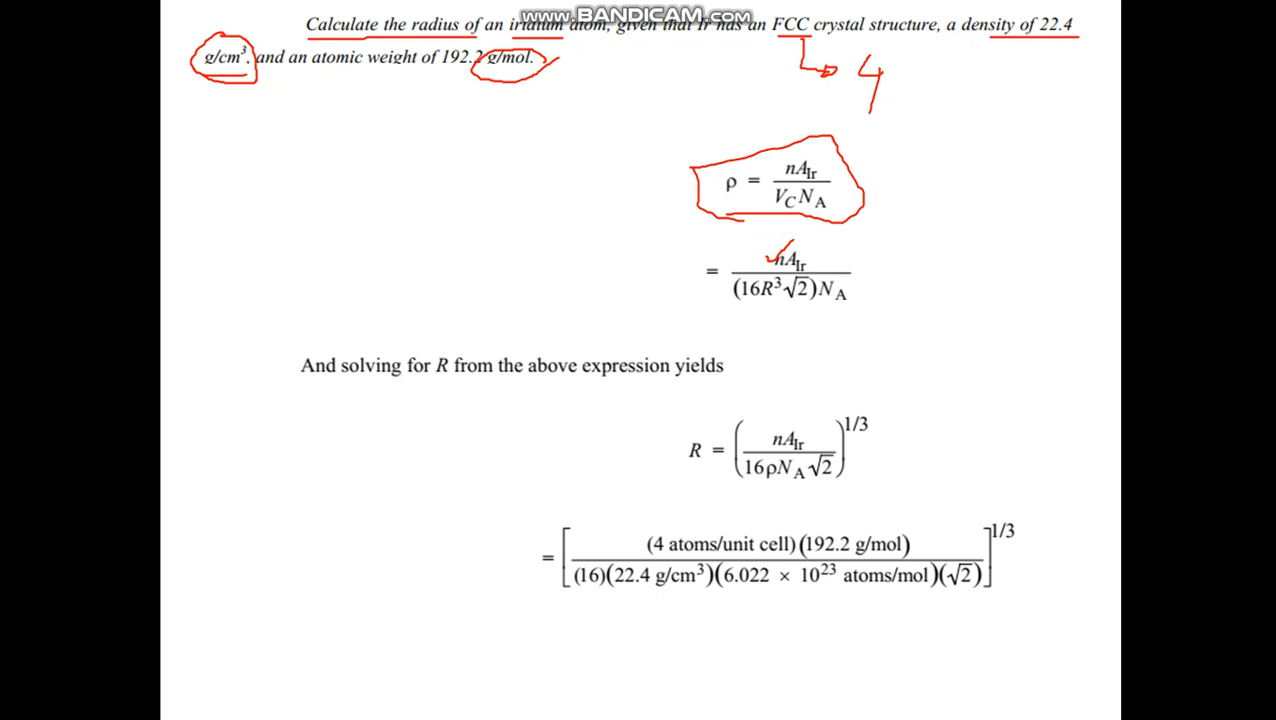 www.BANDICAM.com
Calculate the radius of an iridium atom, given that Ir has an FCC crystal structure, a density of 22.4
g/cm³, and an atomic weight of 192.2 g/mol.
4
ρ = nA_Ir / V_C N_A
= nA_Ir / (16R³√2)N_A
And solving for R from the above expression yields
R = (nA_Ir / 16ρN_A√2)^1/3
= [(4 atoms/unit cell)(192.2 g/mol) / (16)(22.4 g/cm³)(6.022 × 10²³ atoms/mol)(√2)]^1/3